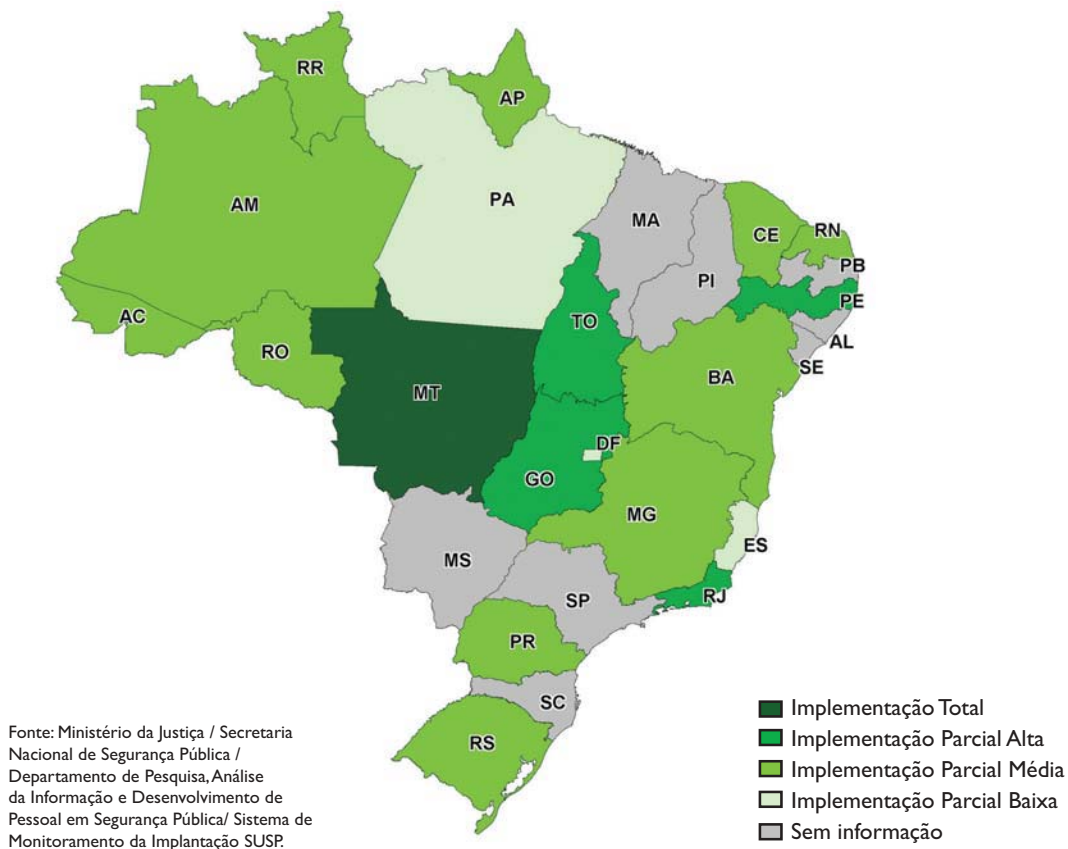 RR
AP
AM
PA
MA
CE
RN
PI
PB
PE
AC
TO
AL
RO
SE
BA
MT
DF
GO
MG
ES
MS
SP
RJ
PR
SC
RS
Implementação Total
Implementação Parcial Alta
Implementação Parcial Média
Implementação Parcial Baixa
Sem informação
Fonte: Ministério da Justiça / Secretaria
Nacional de Segurança Pública /
Departamento de Pesquisa, Análise
da Informação e Desenvolvimento de
Pessoal em Segurança Pública/ Sistema de
Monitoramento da Implantação SUSP.